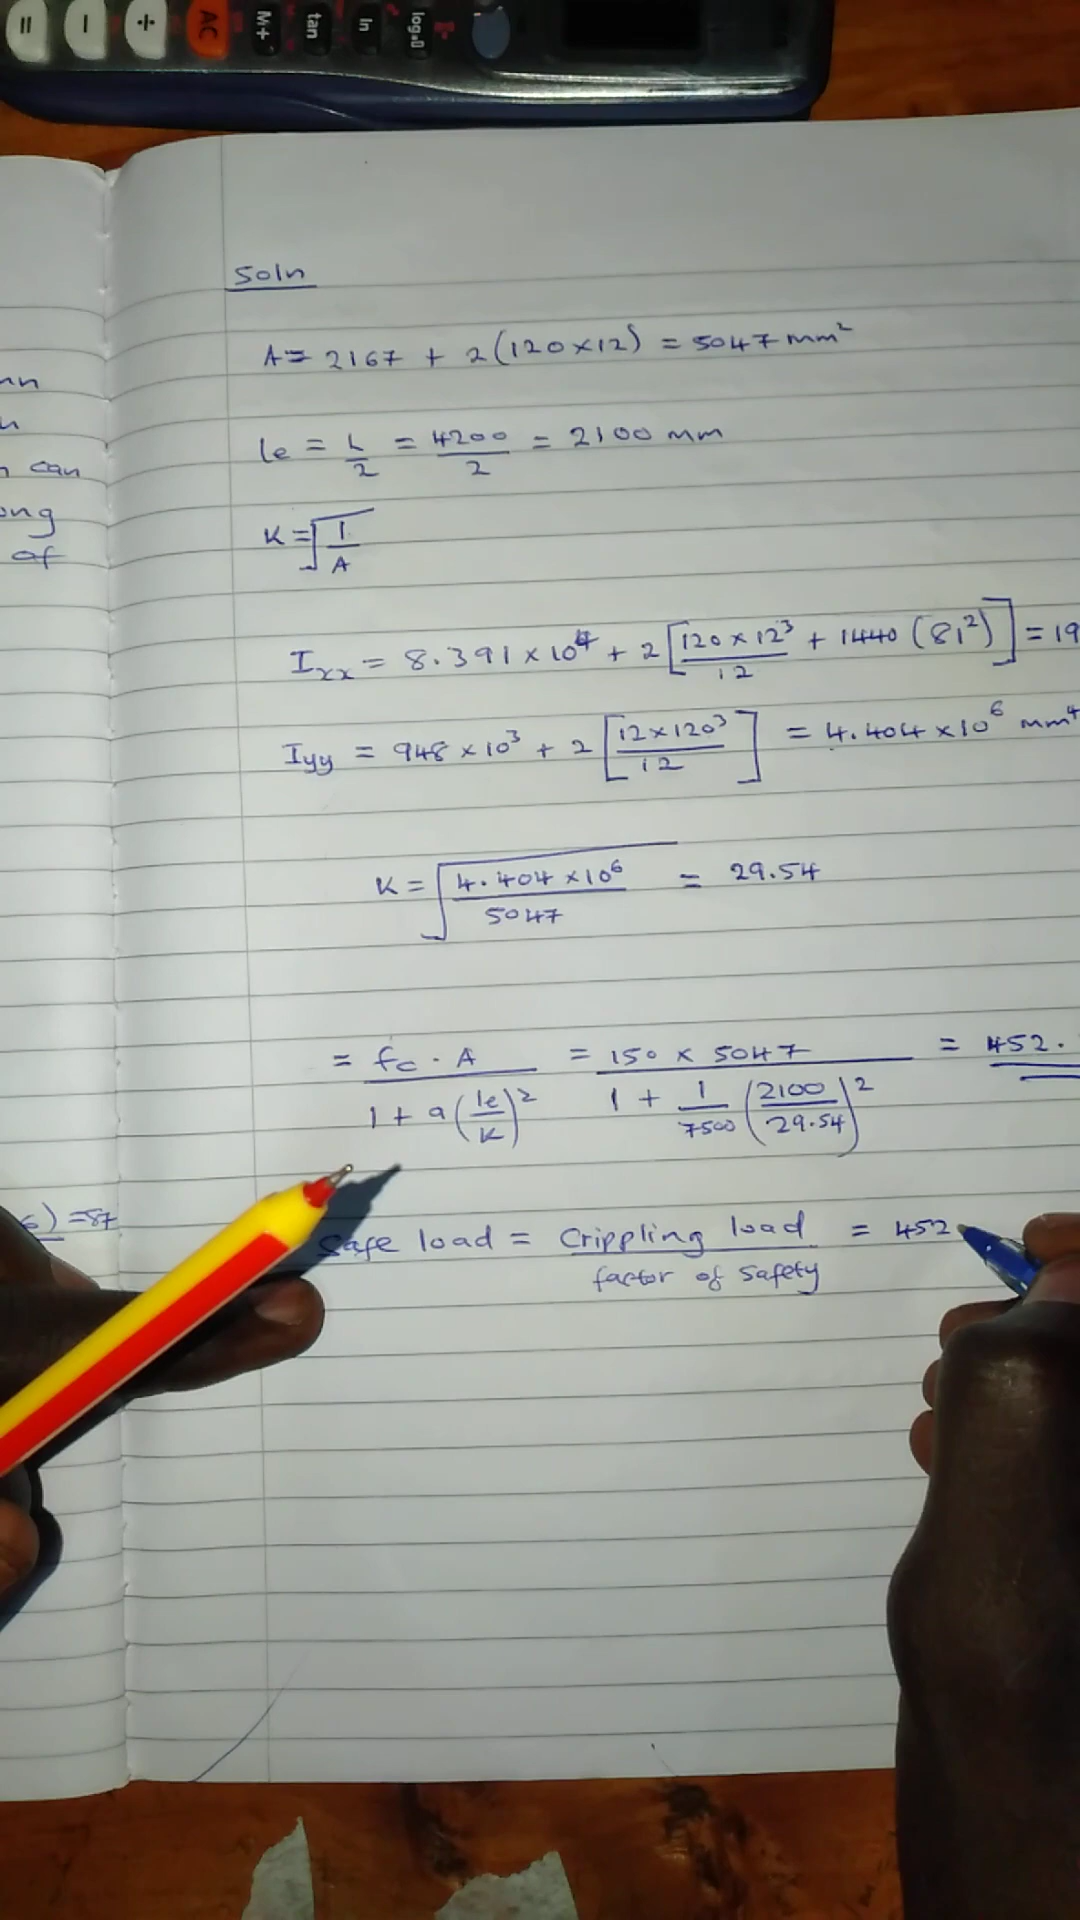 = − ÷ AC M+ tan ln log
Soln
A = 2167 + 2(120×12) = 5047 mm²
can
of
le = L/2 = 4200/2 = 2100 mm
K = √(I/A)
Ixx = 8.391 × 10⁴ + 2[120 × 12³/12 + 1440 (81²)] = 19
Iyy = 948 × 10³ + 2[12 × 120³/12] = 4.404 × 10⁶ mm⁴
K = √(4.404 × 10⁶/5047) = 29.54
= fc · A/(1 + a(le/K)²) = 150 × 5047/(1 + 1/7500 (2100/29.54)²) = 452.
) = 87
Safe load = Crippling load/factor of safety = 452